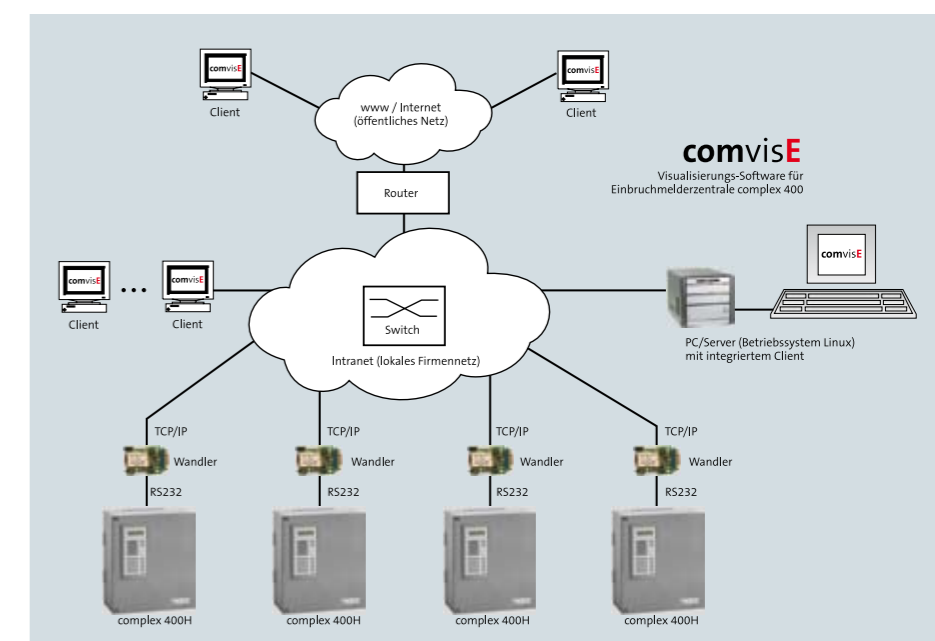 comvisE
comvisE
Client
Client
www / Internet
(öffentliches Netz)
comvisE
Visualisierungs-Software für
Einbruchmelderzentrale complex 400
Router
comvisE
comvisE
comvisE
Client
Client
Switch
Intranet (lokales Firmennetz)
PC/Server (Betriebssystem Linux)
mit integriertem Client
TCP/IP
TCP/IP
TCP/IP
TCP/IP
Wandler
Wandler
Wandler
Wandler
RS232
RS232
RS232
RS232
complex 400H
complex 400H
complex 400H
complex 400H